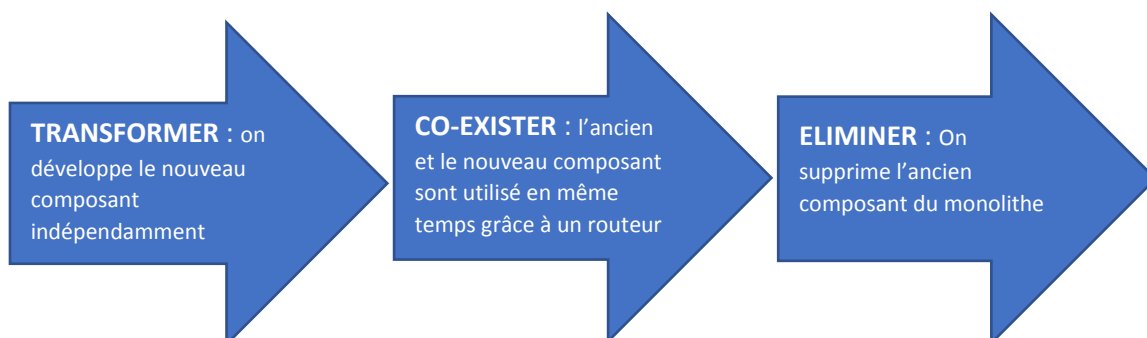 TRANSFORMER : on
développe le nouveau
composant
indépendamment
CO-EXISTER : l’ancien
et le nouveau composant
sont utilisé en même
temps grâce à un routeur
ELIMINER : On
supprime l’ancien
composant du monolithe